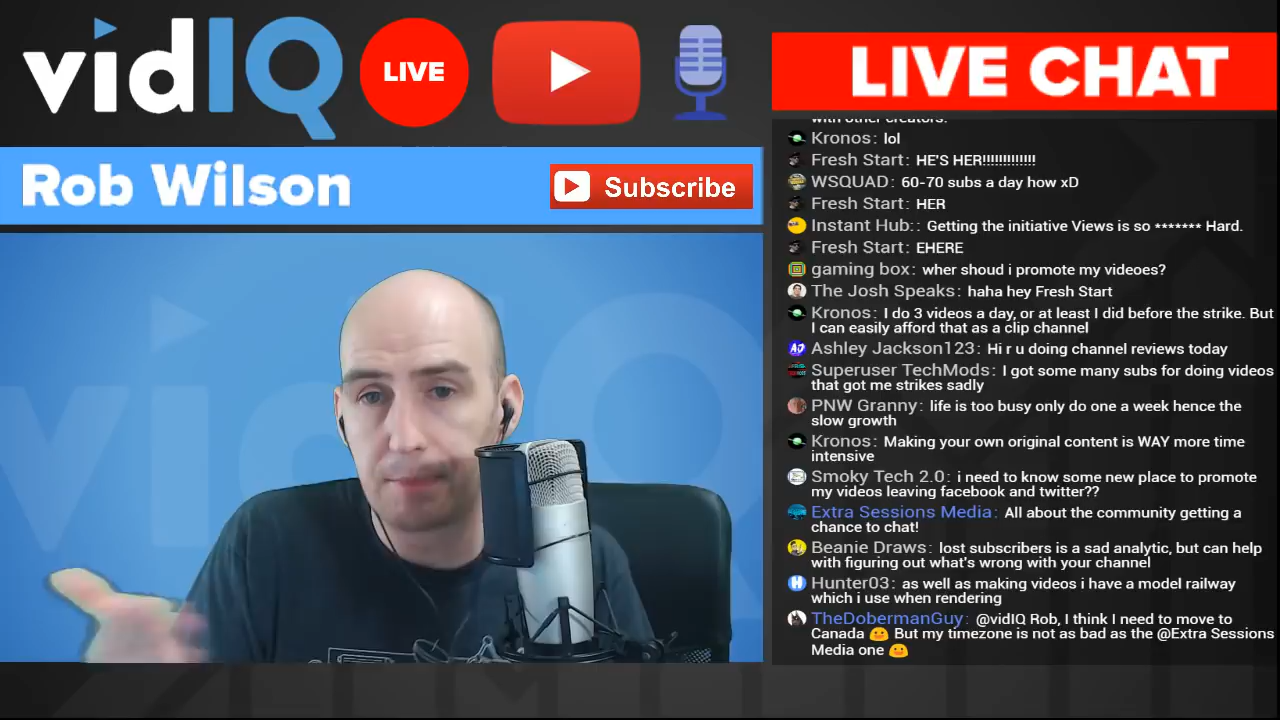 vidIQ
LIVE
LIVE CHAT
Rob Wilson
Subscribe
with other creators.
Kronos: lol
Fresh Start: HE'S HER!!!!!!!!!!!!!
WSQUAD: 60-70 subs a day how xD
Fresh Start: HER
Instant Hub:: Getting the initiative Views is so ******* Hard.
Fresh Start: EHERE
gaming box: wher shoud i promote my videoes?
The Josh Speaks: haha hey Fresh Start
Kronos: I do 3 videos a day, or at least I did before the strike. But
I can easily afford that as a clip channel
Ashley Jackson123: Hi r u doing channel reviews today
Superuser TechMods: I got some many subs for doing videos
that got me strikes sadly
PNW Granny: life is too busy only do one a week hence the
slow growth
Kronos: Making your own original content is WAY more time
intensive
Smoky Tech 2.0: i need to know some new place to promote
my videos leaving facebook and twitter??
Extra Sessions Media: All about the community getting a
chance to chat!
Beanie Draws: lost subscribers is a sad analytic, but can help
with figuring out what's wrong with your channel
Hunter03: as well as making videos i have a model railway
which i use when rendering
TheDobermanGuy: @vidIQ Rob, I think I need to move to
Canada But my timezone is not as bad as the @Extra Sessions
Media one